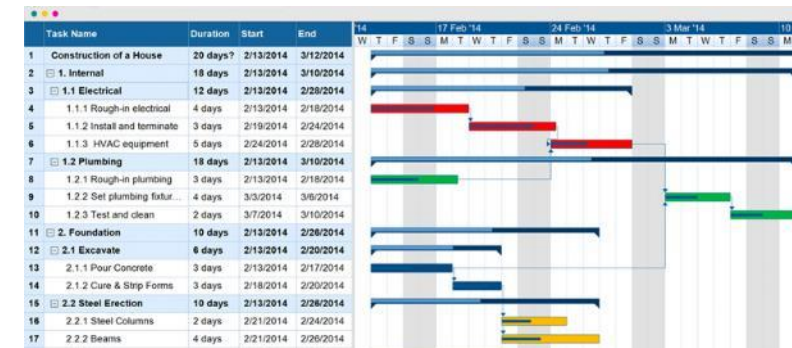 Task Name Duration Start End '14 17 Feb '14 24 Feb '14 3 Mar '14 10
W T F S S M T W T F S S M T W T F S S M T W T F S S M
1 Construction of a House 20 days? 2/13/2014 3/12/2014
2 1. Internal 18 days 2/13/2014 3/10/2014
3 1.1 Electrical 12 days 2/13/2014 2/28/2014
4 1.1.1 Rough-in electrical 4 days 2/13/2014 2/18/2014
5 1.1.2 Install and terminate 3 days 2/19/2014 2/24/2014
6 1.1.3 HVAC equipment 5 days 2/24/2014 2/28/2014
7 1.2 Plumbing 18 days 2/13/2014 3/10/2014
8 1.2.1 Rough-in plumbing 3 days 2/13/2014 2/18/2014
9 1.2.2 Set plumbing fixtur... 4 days 3/3/2014 3/6/2014
10 1.2.3 Test and clean 2 days 3/7/2014 3/10/2014
11 2. Foundation 10 days 2/13/2014 2/26/2014
12 2.1 Excavate 6 days 2/13/2014 2/20/2014
13 2.1.1 Pour Concrete 3 days 2/13/2014 2/17/2014
14 2.1.2 Cure & Strip Forms 3 days 2/18/2014 2/20/2014
15 2.2 Steel Erection 10 days 2/13/2014 2/26/2014
16 2.2.1 Steel Columns 2 days 2/21/2014 2/24/2014
17 2.2.2 Beams 4 days 2/21/2014 2/26/2014